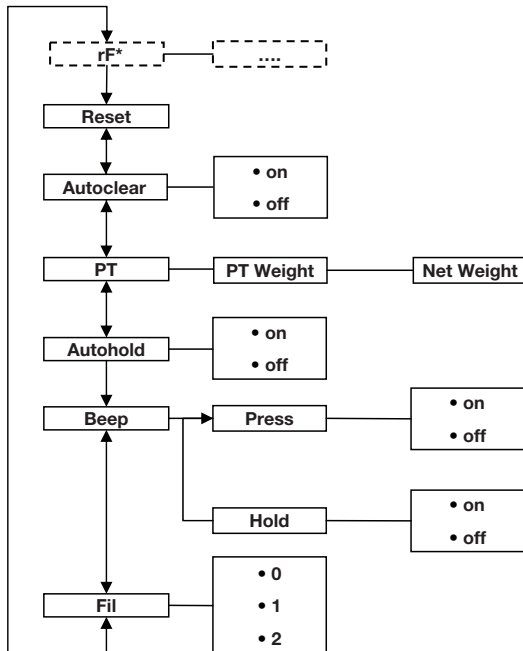 rF*
....
Reset
Autoclear
• on
• off
PT
PT Weight
Net Weight
Autohold
• on
• off
Beep
Press
• on
• off
Hold
• on
• off
Fil
• 0
• 1
• 2